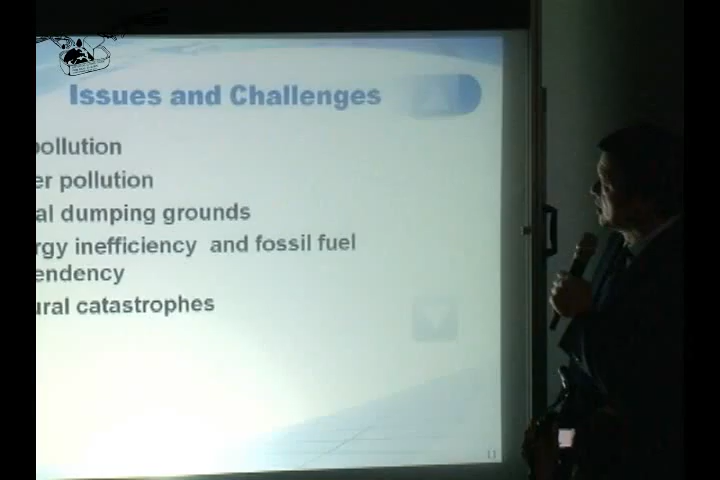 Issues and Challenges
pollution
er pollution
al dumping grounds
rgy inefficiency and fossil fuel
endency
ural catastrophes